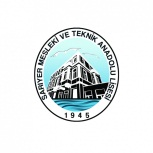 SARIYER MESLEKİ VE TEKNİK ANADOLU LİSESİ
1945